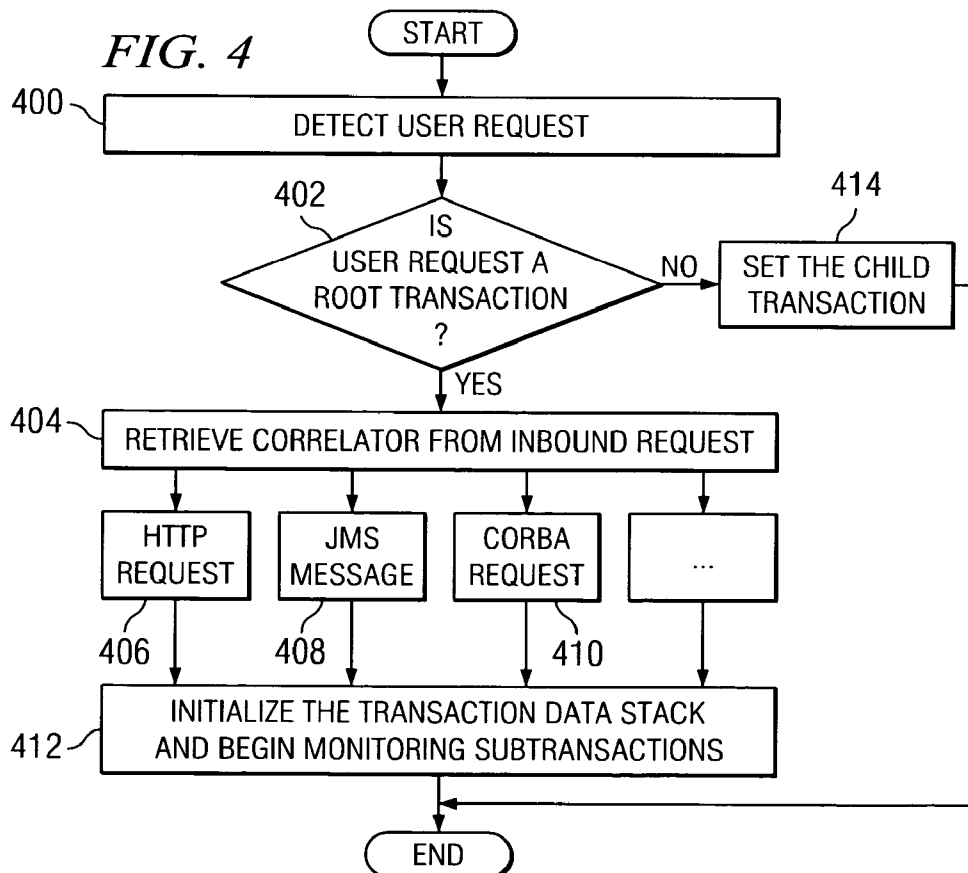 FIG. 4
START
400
DETECT USER REQUEST
402
IS
USER REQUEST A
ROOT TRANSACTION
?
NO
414
SET THE CHILD
TRANSACTION
YES
404
RETRIEVE CORRELATOR FROM INBOUND REQUEST
HTTP
REQUEST
JMS
MESSAGE
CORBA
REQUEST
...
406
408
410
412
INITIALIZE THE TRANSACTION DATA STACK
AND BEGIN MONITORING SUBTRANSACTIONS
END